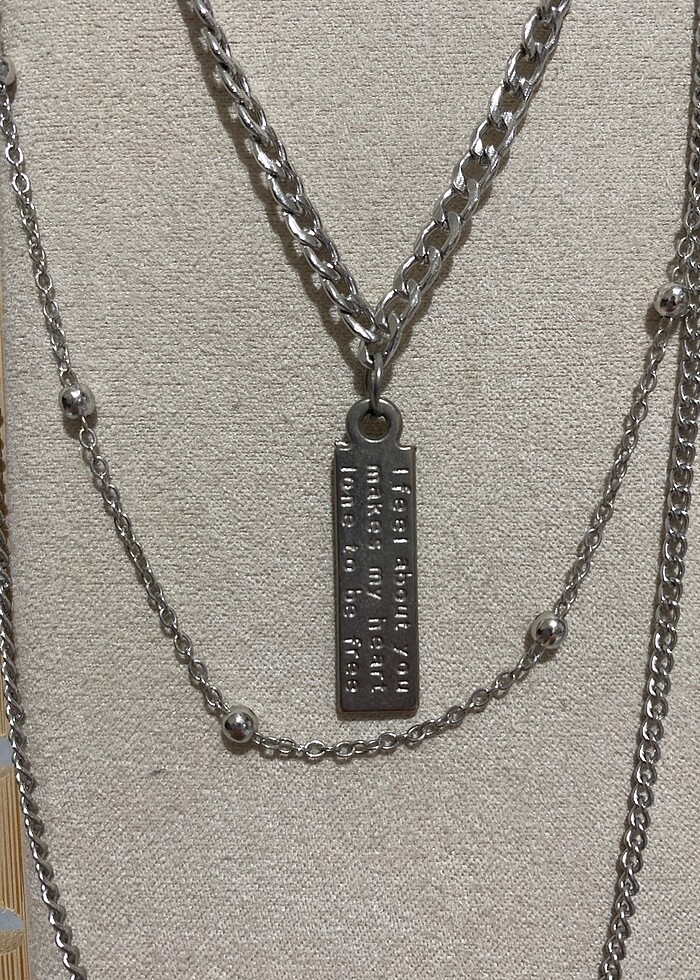 I feel about you
makes my heart
lone to be free